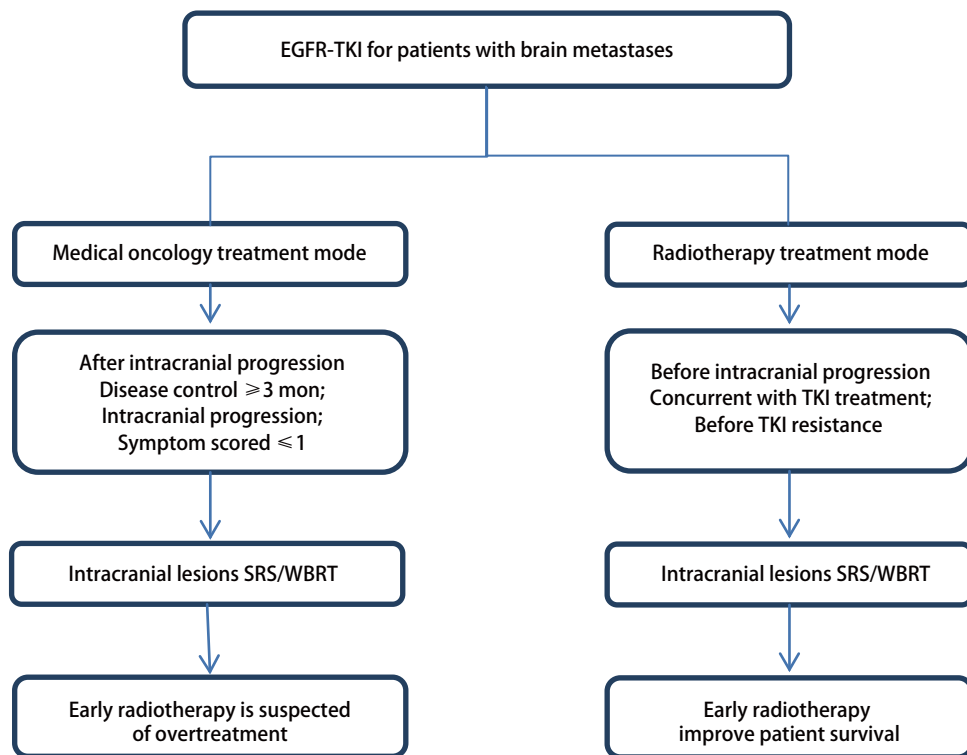 EGFR-TKI for patients with brain metastases
Medical oncology treatment mode
Radiotherapy treatment mode
After intracranial progression
Disease control ⩾3 mon;
Intracranial progression;
Symptom scored ⩽1
Before intracranial progression
Concurrent with TKI treatment;
Before TKI resistance
Intracranial lesions SRS/WBRT
Intracranial lesions SRS/WBRT
Early radiotherapy is suspected
of overtreatment
Early radiotherapy
improve patient survival